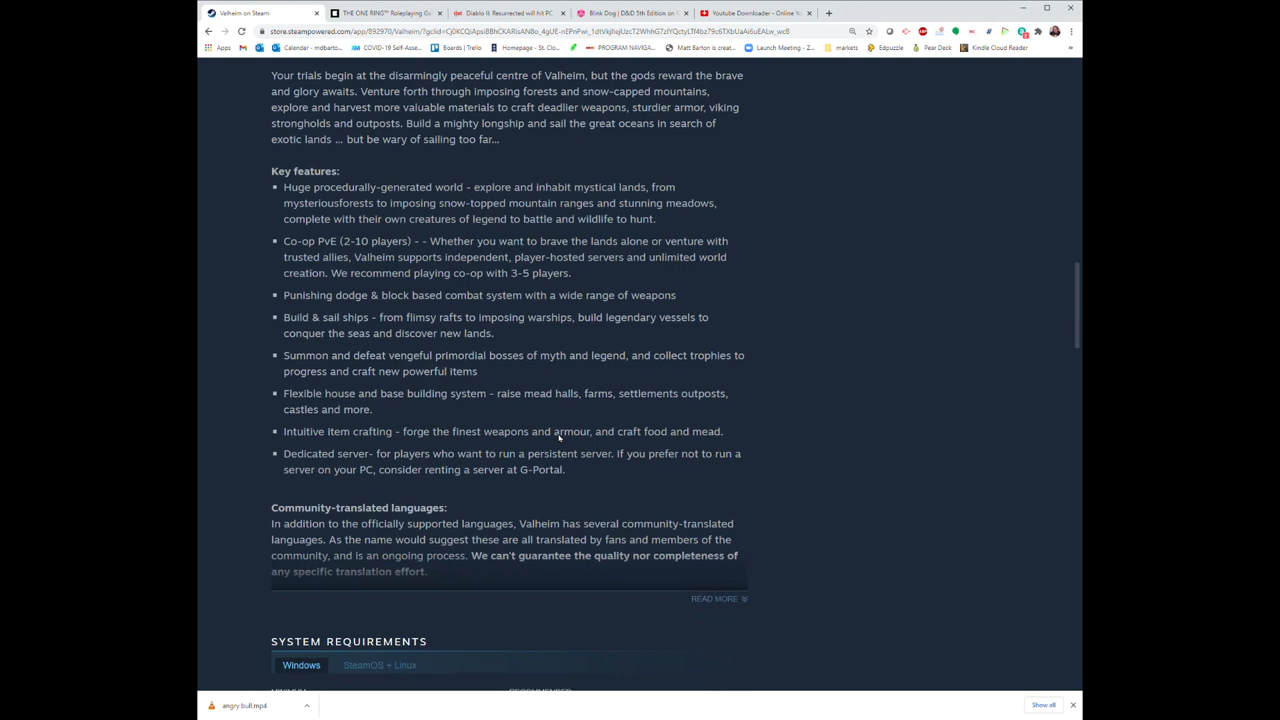 Valheim on Steam
THE ONE RING™ Roleplaying Ga
Diablo II: Resurrected will hit PC
Blink Dog | D&D 5th Edition on
Youtube Downloader - Online Yo
store.steampowered.com/app/892970/Valheim/
Apps
Calendar - mdbarto...
COVID-19 Self-Asse...
Boards | Trello
Homepage - St. Clo...
PROGRAM NAVIGA...
Matt Barton is creat...
Launch Meeting - Z...
markets
Edpuzzle
Pear Deck
Kindle Cloud Reader
Your trials begin at the disarmingly peaceful centre of Valheim, but the gods reward the brave
and glory awaits. Venture forth through imposing forests and snow-capped mountains,
explore and harvest more valuable materials to craft deadlier weapons, sturdier armor, viking
strongholds and outposts. Build a mighty longship and sail the great oceans in search of
exotic lands ... but be wary of sailing too far...
Key features:
Huge procedurally-generated world - explore and inhabit mystical lands, from
mysteriousforests to imposing snow-topped mountain ranges and stunning meadows,
complete with their own creatures of legend to battle and wildlife to hunt.
Co-op PvE (2-10 players) - - Whether you want to brave the lands alone or venture with
trusted allies, Valheim supports independent, player-hosted servers and unlimited world
creation. We recommend playing co-op with 3-5 players.
Punishing dodge & block based combat system with a wide range of weapons
Build & sail ships - from flimsy rafts to imposing warships, build legendary vessels to
conquer the seas and discover new lands.
Summon and defeat vengeful primordial bosses of myth and legend, and collect trophies to
progress and craft new powerful items
Flexible house and base building system - raise mead halls, farms, settlements outposts,
castles and more.
Intuitive item crafting - forge the finest weapons and armour, and craft food and mead.
Dedicated server- for players who want to run a persistent server. If you prefer not to run a
server on your PC, consider renting a server at G-Portal.
Community-translated languages:
In addition to the officially supported languages, Valheim has several community-translated
languages. As the name would suggest these are all translated by fans and members of the
community, and is an ongoing process. We can't guarantee the quality nor completeness of
any specific translation effort.
READ MORE
SYSTEM REQUIREMENTS
Windows
SteamOS + Linux
angry bull.mp4
Show all